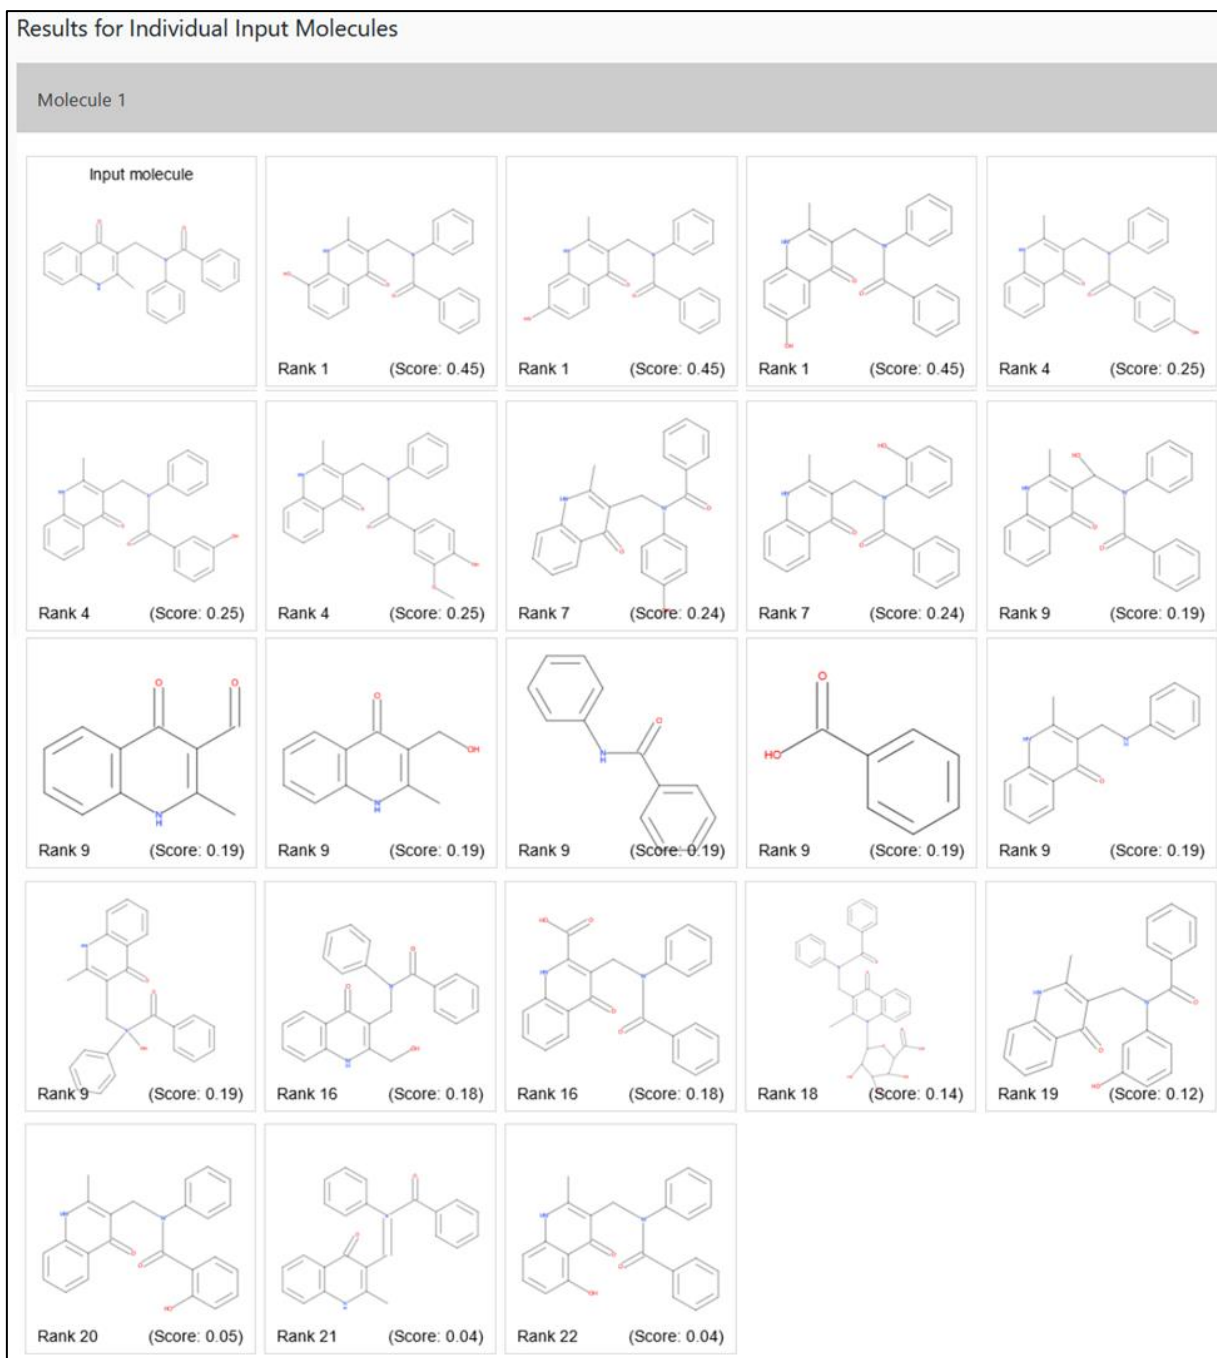 Results for Individual Input Molecules
Molecule 1
Input molecule
Rank 1 (Score: 0.45)
Rank 1 (Score: 0.45)
Rank 1 (Score: 0.45)
Rank 4 (Score: 0.25)
Rank 4 (Score: 0.25)
Rank 4 (Score: 0.25)
Rank 7 (Score: 0.24)
Rank 7 (Score: 0.24)
Rank 9 (Score: 0.19)
Rank 9 (Score: 0.19)
Rank 9 (Score: 0.19)
Rank 9 (Score: 0.19)
Rank 9 (Score: 0.19)
Rank 9 (Score: 0.19)
Rank 9 (Score: 0.19)
Rank 16 (Score: 0.18)
Rank 16 (Score: 0.18)
Rank 18 (Score: 0.14)
Rank 19 (Score: 0.12)
Rank 20 (Score: 0.05)
Rank 21 (Score: 0.04)
Rank 22 (Score: 0.04)